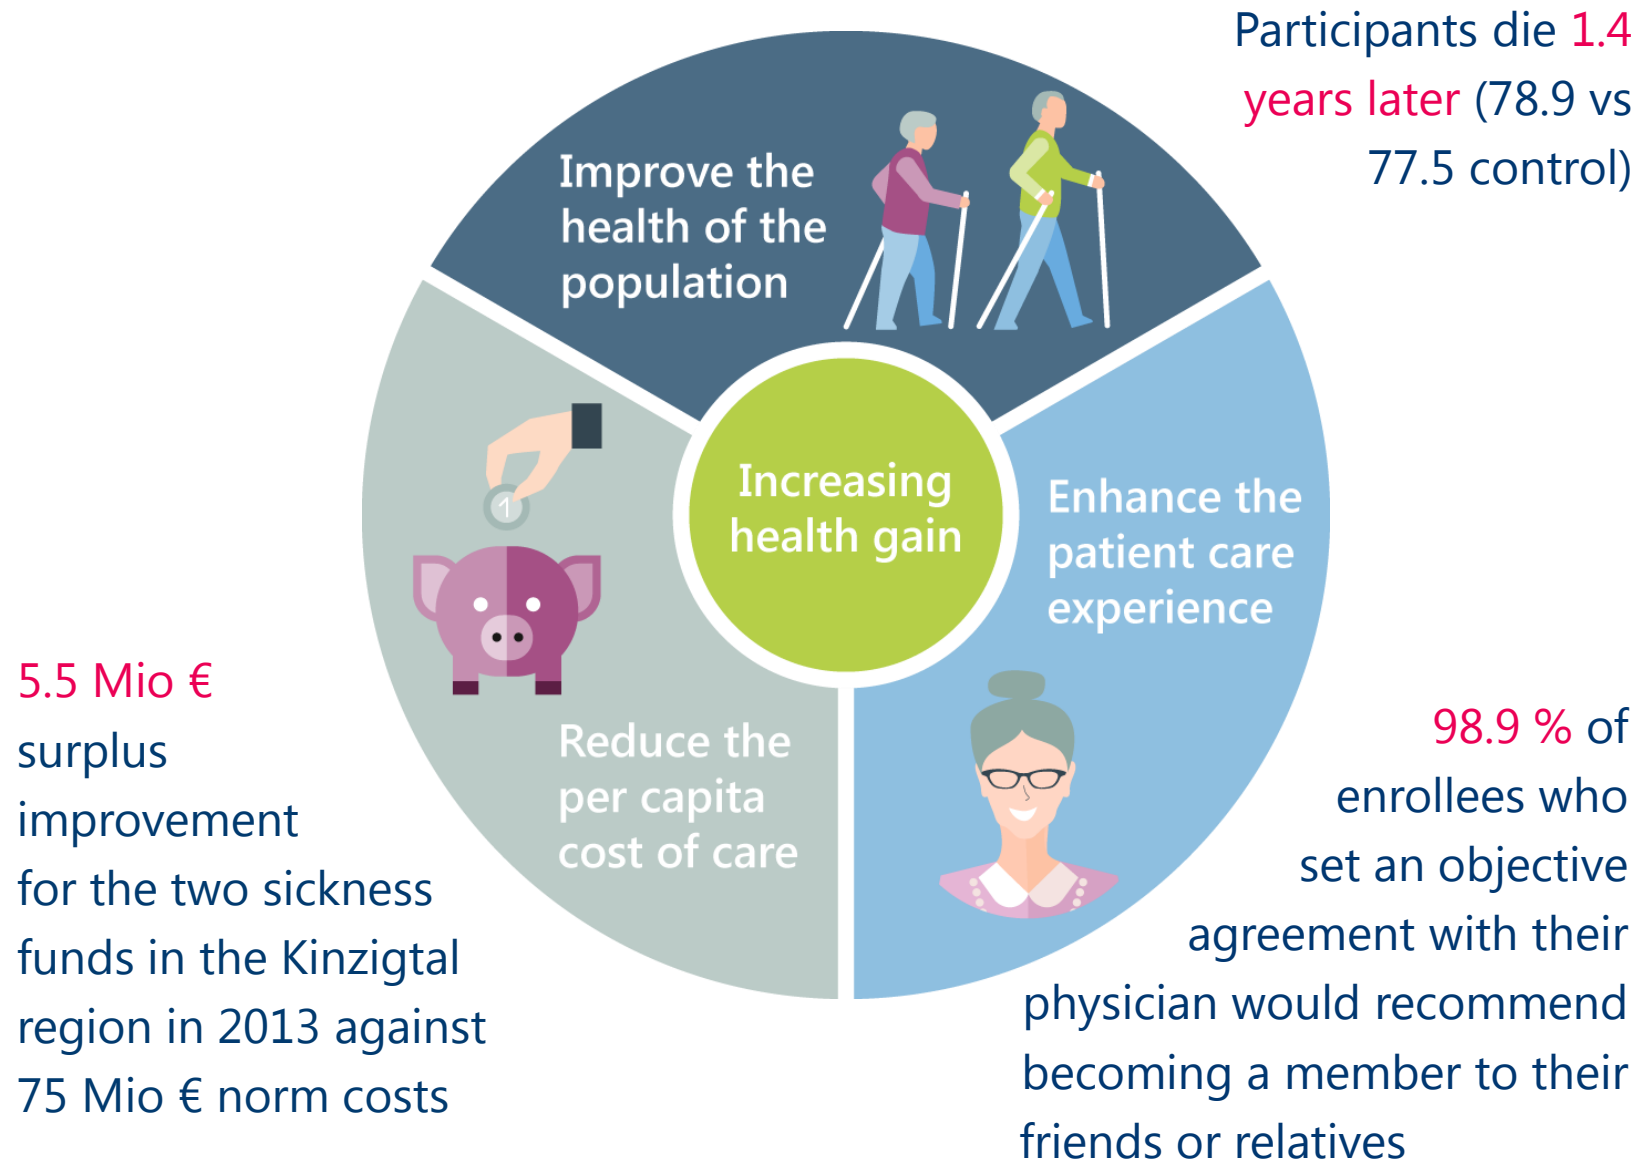 Participants die 1.4
years later (78.9 vs
77.5 control)
Improve the
health of the
population
Increasing
health gain
Enhance the
patient care
experience
1
Reduce the
per capita
cost of care
5.5 Mio €
surplus
improvement
for the two sickness
funds in the Kinzigtal
region in 2013 against
75 Mio € norm costs
98.9 % of
enrollees who
set an objective
agreement with their
physician would recommend
becoming a member to their
friends or relatives